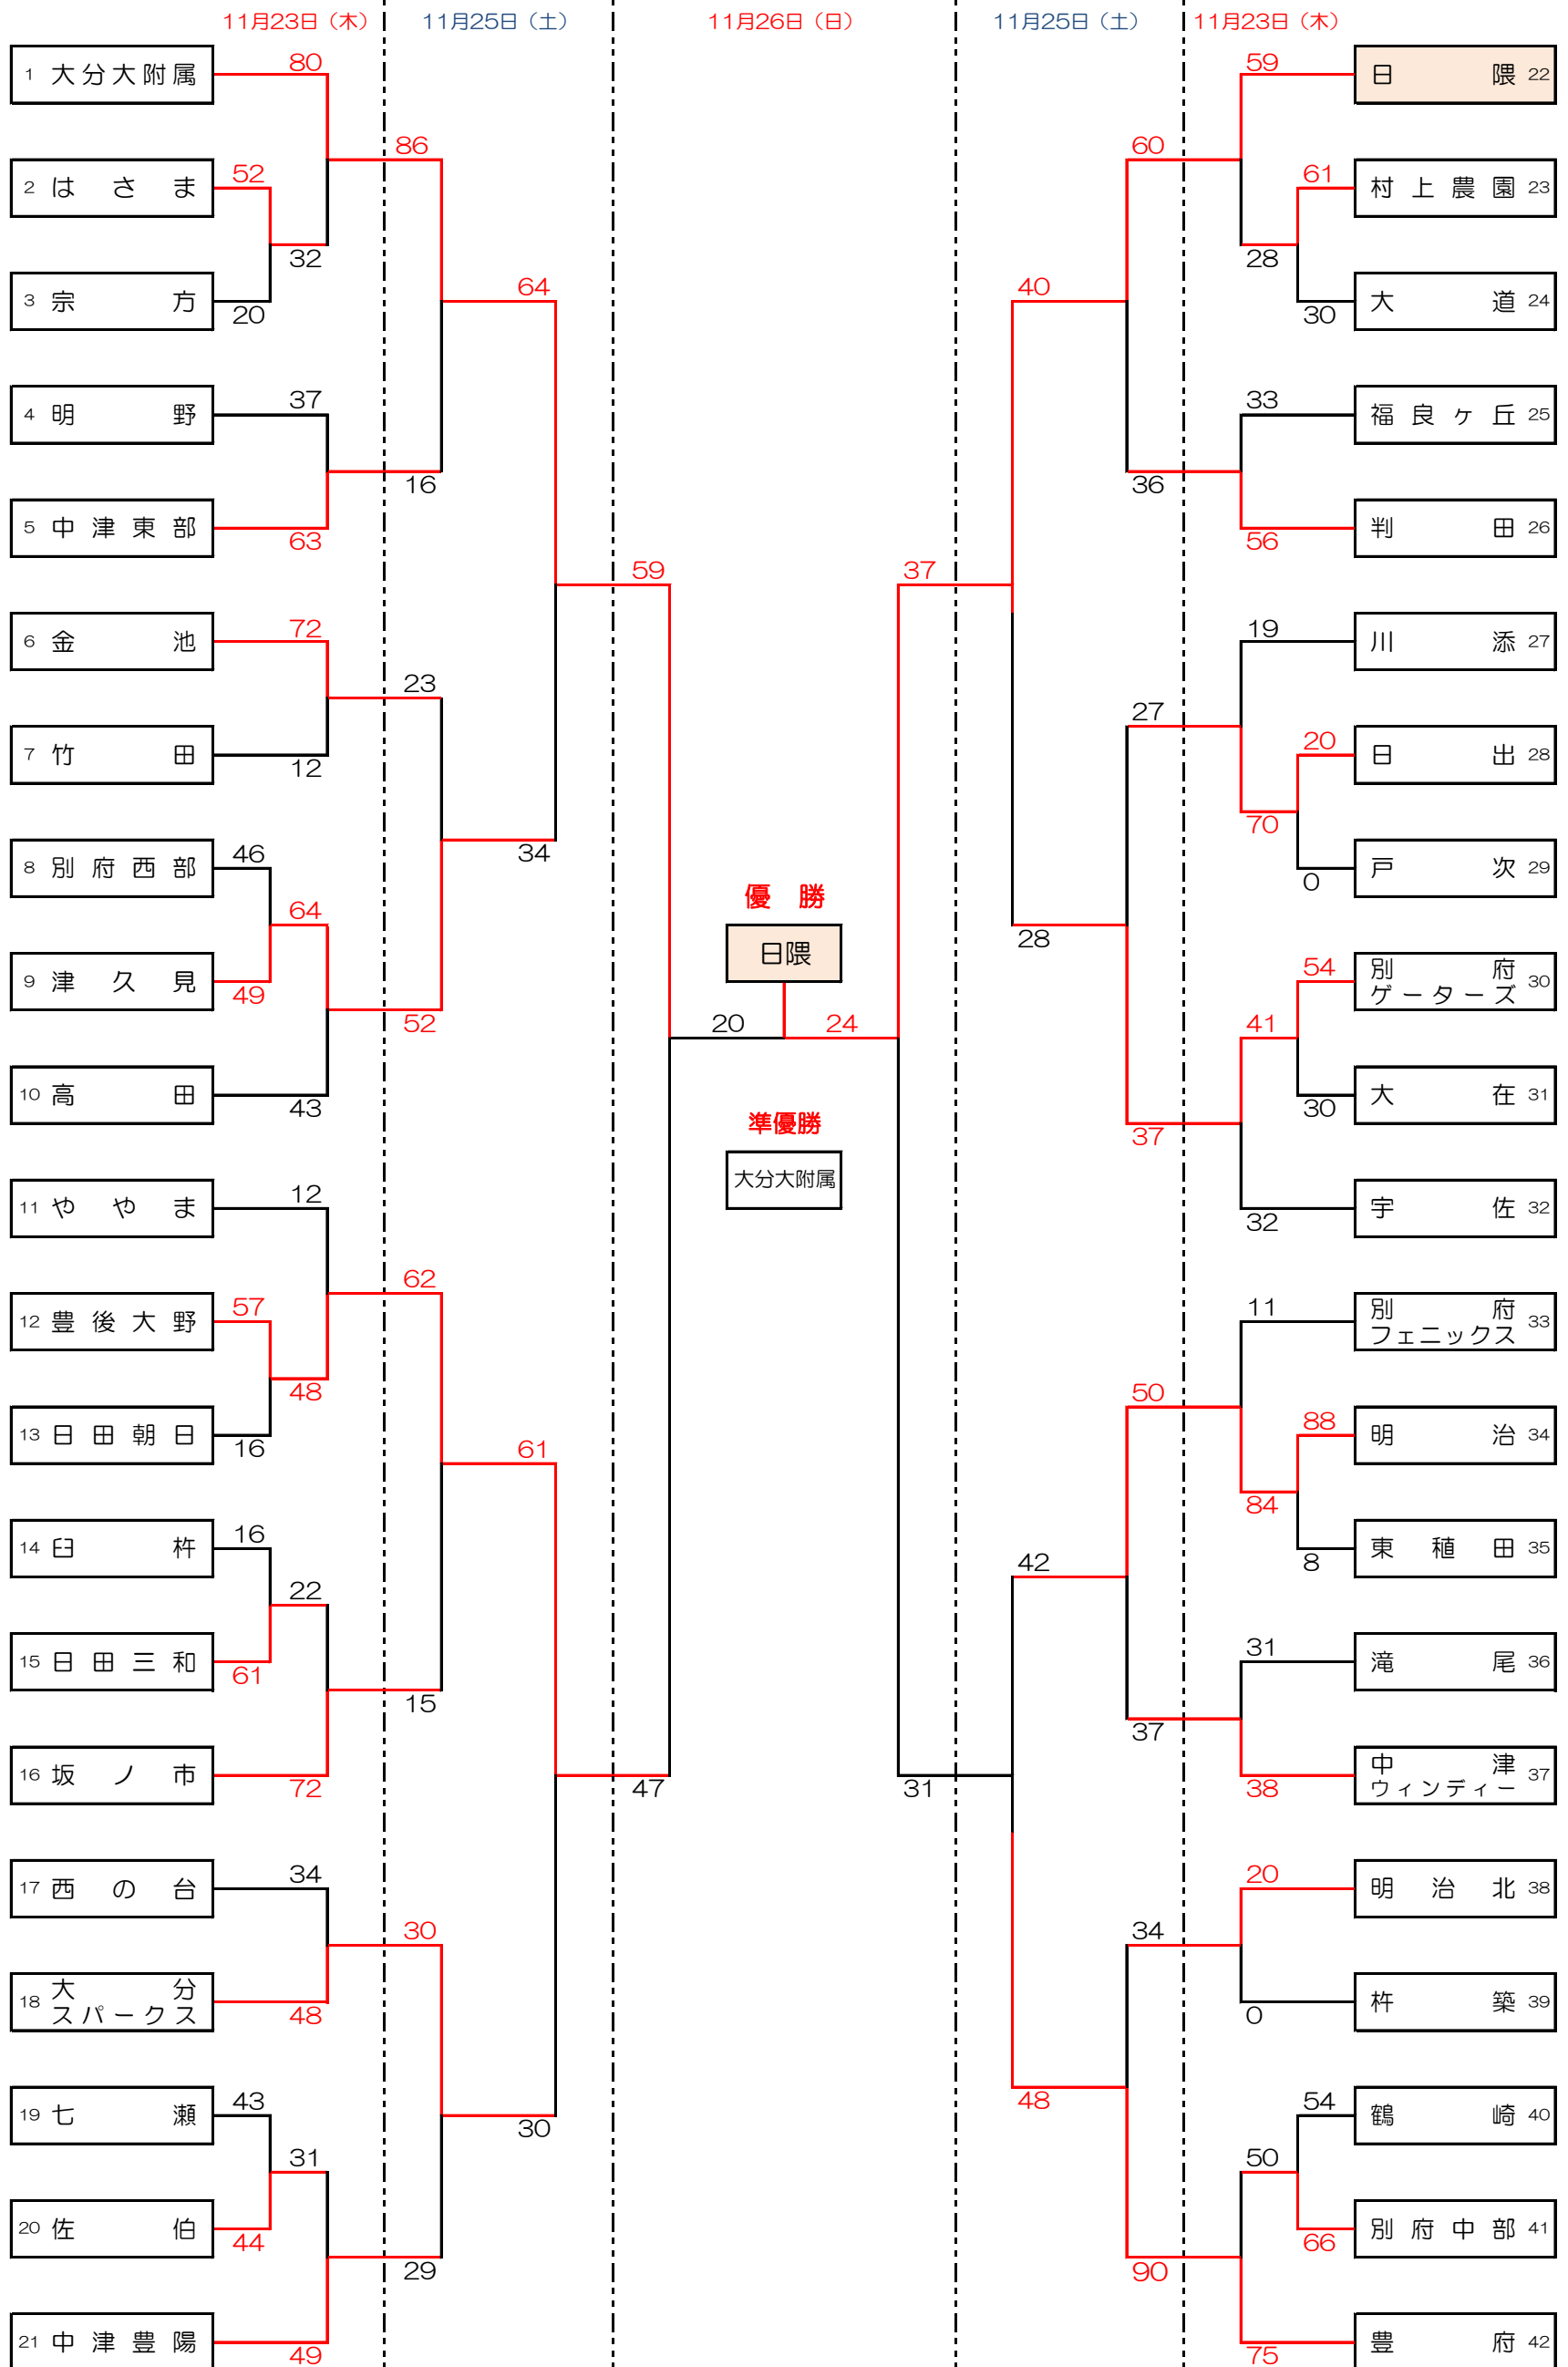 11月23日（木） 11月25日（土） 11月26日（日） 11月25日（土） 11月23日（木）
1 大分大附属
80
86
2 はさま
52
32
3 宗方
20
64
4 明野
37
16
5 中津東部
63
59
6 金池
72
23
7 竹田
12
34
8 別府西部
46
64
9 津久見
49
52
10 高田
43
11 ややま
12
62
12 豊後大野
57
48
13 日田朝日
16
61
14 臼杵
16
22
15 日田三和
61
15
16 坂ノ市
72
47
17 西の台
34
30
18 大分
スパークス
48
30
19 七瀬
43
31
20 佐伯
44
29
21 中津豊陽
49
優勝
日隈
20 24
準優勝
大分大附属
59
日隈 22
60
61
村上農園 23
28
大道 24
30
40
33
福良ヶ丘 25
36
判田 26
56
37
19
川添 27
27
20
日出 28
70
戸次 29
0
28
54
別府
ゲーターズ 30
41
大在 31
30
37
宇佐 32
32
11
別府
フェニックス 33
50
88
明治 34
84
東稙田 35
8
42
31
滝尾 36
37
中津
ウィンディー 37
38
31
20
明治北 38
34
杵築 39
0
48
54
鶴崎 40
50
別府中部 41
66
90
豊府 42
75